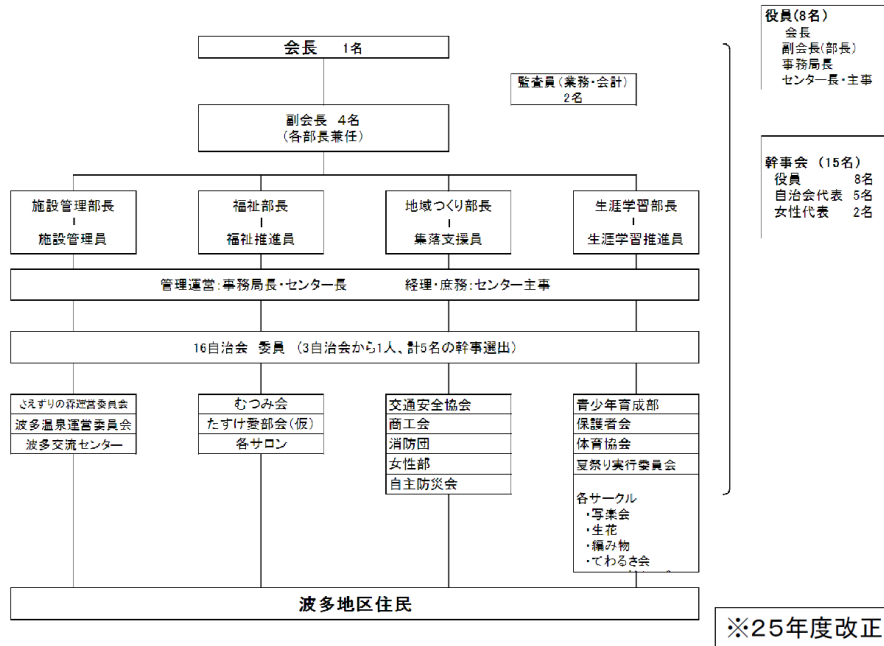 会長 1名
監査員(業務・会計)
2名
副会長 4名
(各部長兼任)
施設管理部長
施設管理員
福祉部長
福祉推進員
地域つくり部長
集落支援員
生涯学習部長
生涯学習推進員
管理運営:事務局長・センター長 経理・庶務:センター主事
16自治会 委員 (3自治会から1人、計5名の幹事選出)
さえずりの森運営委員会
波多温泉運営委員会
波多交流センター
むつみ会
たすけ愛部会(仮)
各サロン
交通安全協会
商工会
消防団
女性部
自主防災会
青少年育成部
保護者会
体育協会
夏祭り実行委員会
各サークル
・写楽会
・生花
・編み物
・てわるさ会
波多地区住民
役員(8名)
会長
副会長(部長)
事務局長
センター長・主事
幹事会 (15名)
役員 8名
自治会代表 5名
女性代表 2名
※25年度改正